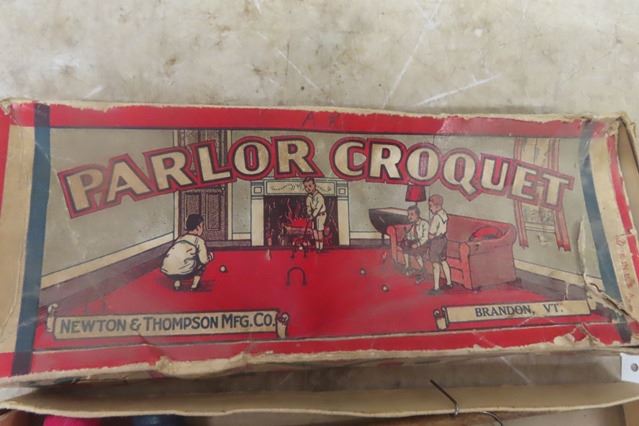 PARLOR CROQUET
NEWTON & THOMPSON MFG. CO.
BRANDON, VT.